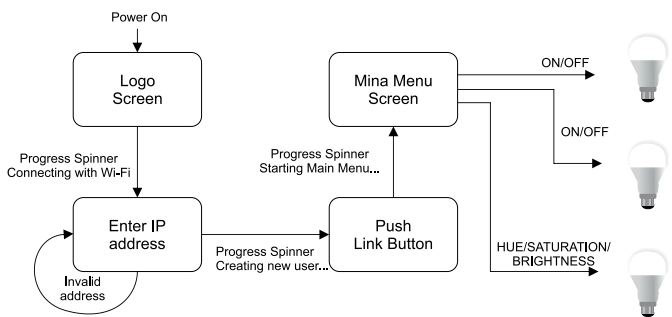 Power On
Logo
Screen
Progress Spinner
Connecting with Wi-Fi
Enter IP
address
Invalid
address
Progress Spinner
Creating new user...
Push
Link Button
Progress Spinner
Starting Main Menu...
Mina Menu
Screen
ON/OFF
ON/OFF
HUE/SATURATION/
BRIGHTNESS